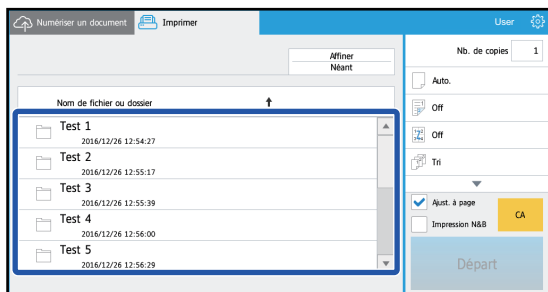 Numériser un document
Imprimer
User
Affiner
Néant
Nom de fichier ou dossier
Test 1
2016/12/26 12:54:27
Test 2
2016/12/26 12:55:17
Test 3
2016/12/26 12:55:39
Test 4
2016/12/26 12:56:00
Test 5
2016/12/26 12:56:29
Nb. de copies 1
Auto.
Off
Off
Tri
Ajust. à page
Impression N&B
CA
Départ